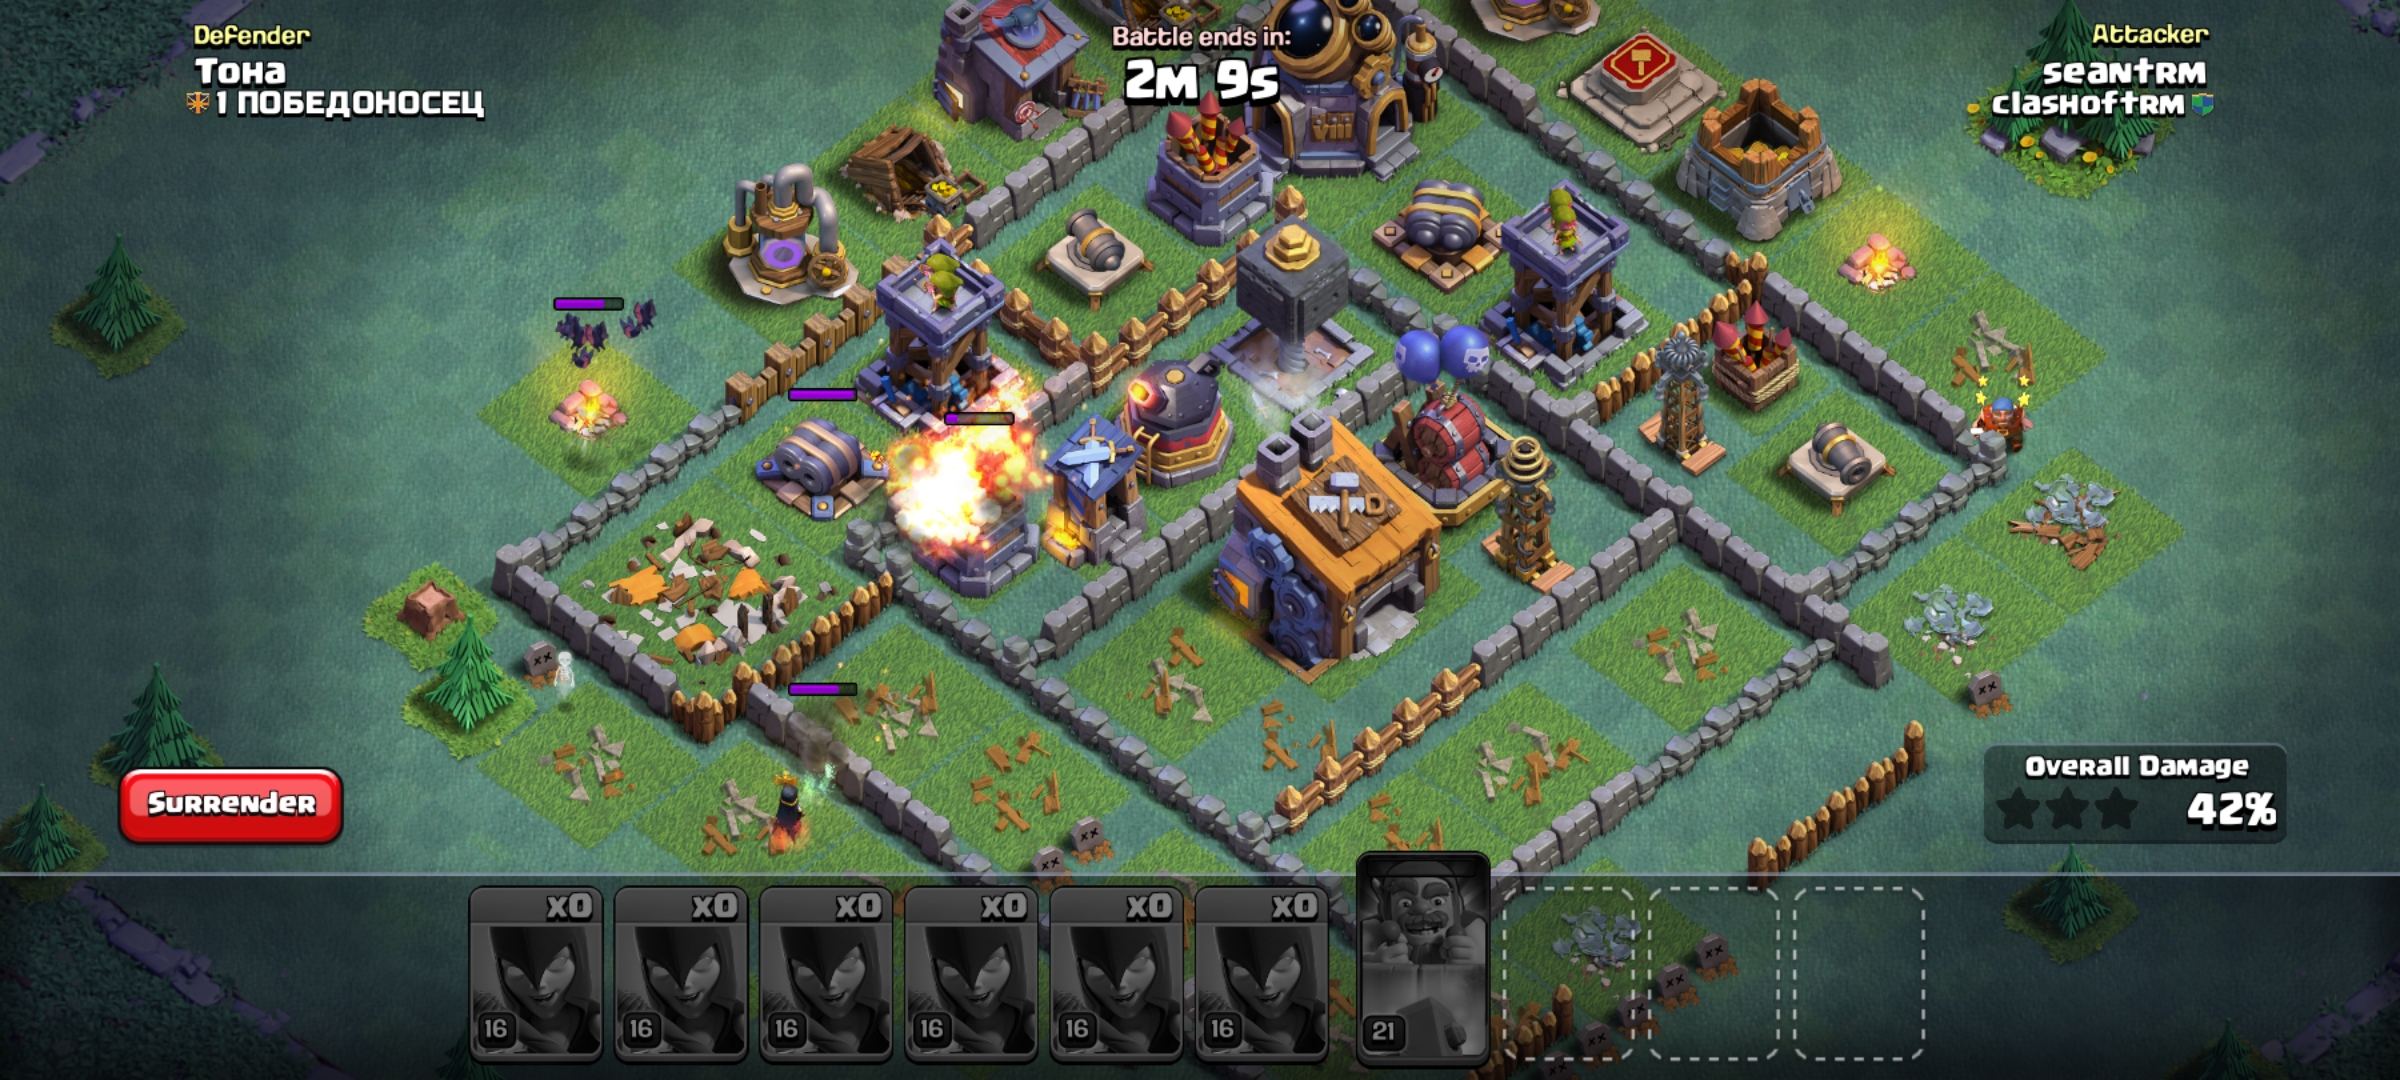 Defender
Тона
1 ПОБЕДОНОСЕЦ
Battle ends in:
2M 9s
Attacker
seantRM
clashoftRM
VIII
Surrender
Overall Damage
42%
x0
x0
x0
x0
x0
x0
16
16
16
16
16
16
21